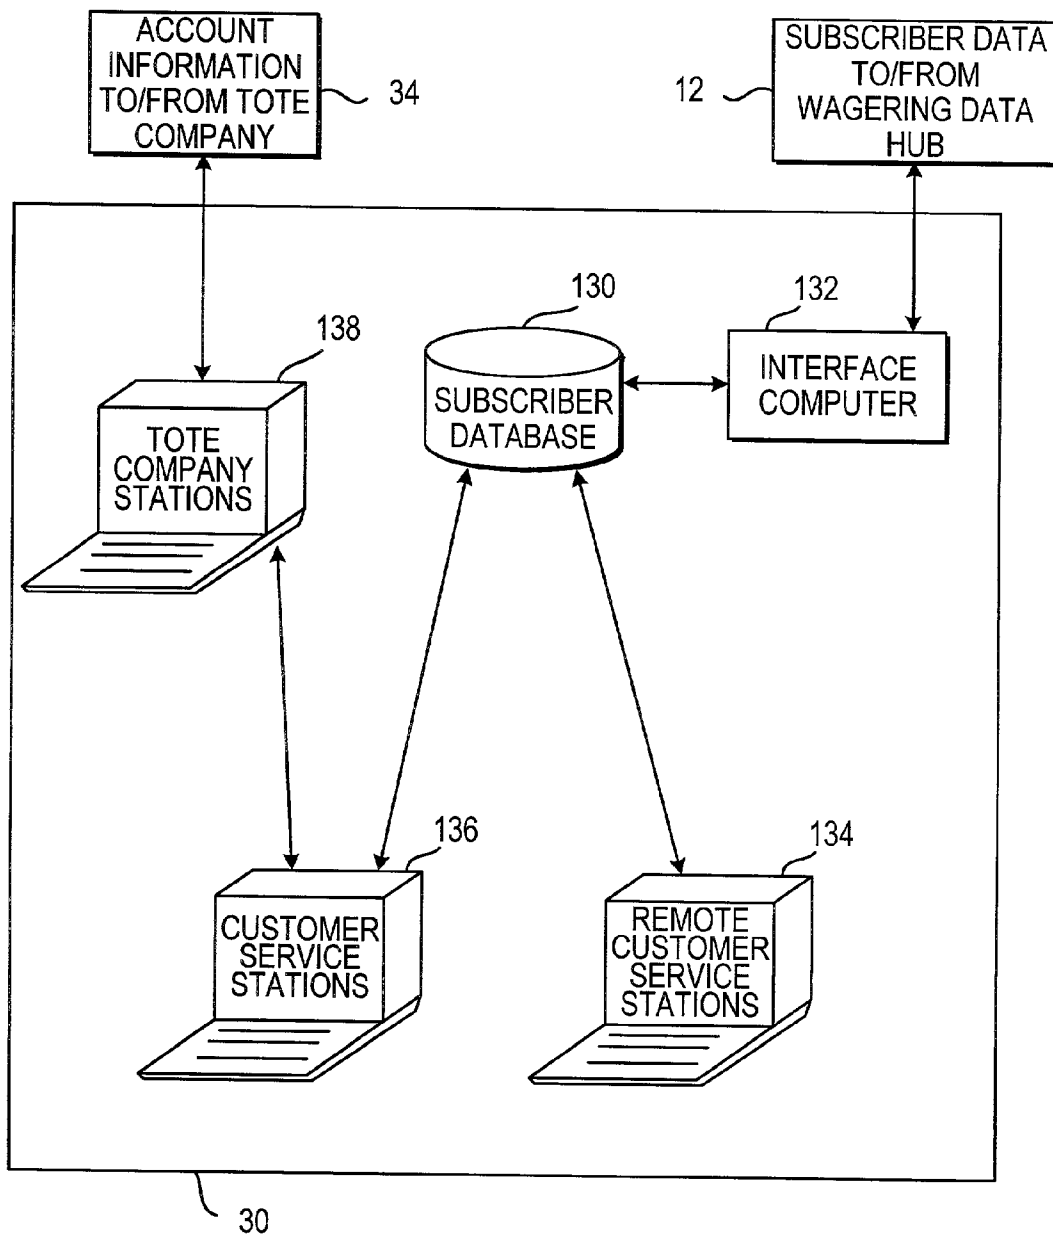 ACCOUNT
INFORMATION
TO/FROM TOTE
COMPANY
34
12
SUBSCRIBER DATA
TO/FROM
WAGERING DATA
HUB
138
130
132
TOTE
COMPANY
STATIONS
SUBSCRIBER
DATABASE
INTERFACE
COMPUTER
136
134
CUSTOMER
SERVICE
STATIONS
REMOTE
CUSTOMER
SERVICE
STATIONS
30